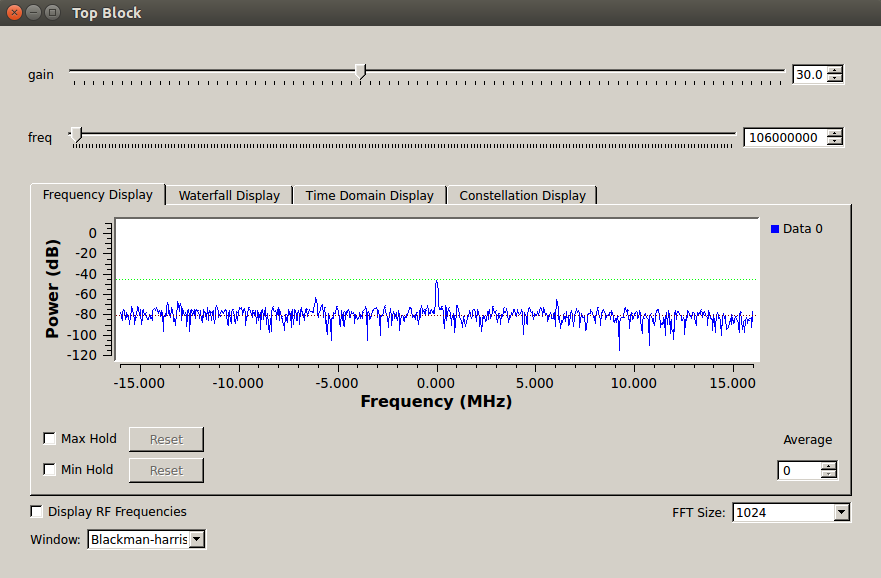 Top Block
gain
30.0
freq
106000000
Frequency Display
Waterfall Display
Time Domain Display
Constellation Display
Power (dB)
0
-20
-40
-60
-80
-100
-120
Data 0
-15.000
-10.000
-5.000
0.000
5.000
10.000
15.000
Frequency (MHz)
Max Hold
Reset
Min Hold
Reset
Average
0
Display RF Frequencies
FFT Size:
1024
Window:
Blackman-harris